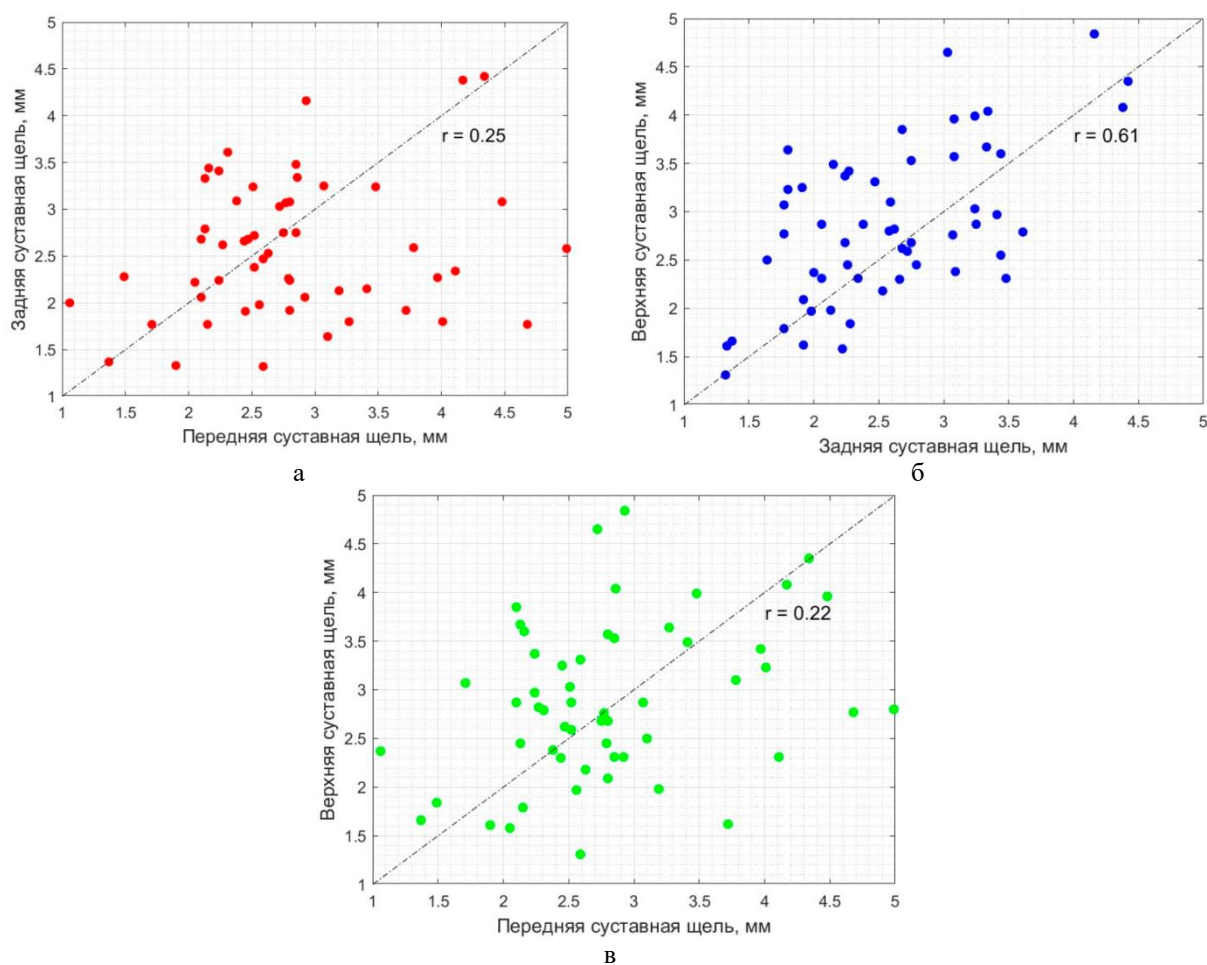 5
4.5
4
3.5
3
2.5
2
1.5
1
Задняя суставная щель, мм
r = 0.25
1 1.5 2 2.5 3 3.5 4 4.5 5
Передняя суставная щель, мм
а
5
4.5
4
3.5
3
2.5
2
1.5
1
Верхняя суставная щель, мм
r = 0.61
1 1.5 2 2.5 3 3.5 4 4.5 5
Задняя суставная щель, мм
б
5
4.5
4
3.5
3
2.5
2
1.5
1
Верхняя суставная щель, мм
r = 0.22
1 1.5 2 2.5 3 3.5 4 4.5 5
Передняя суставная щель, мм
в